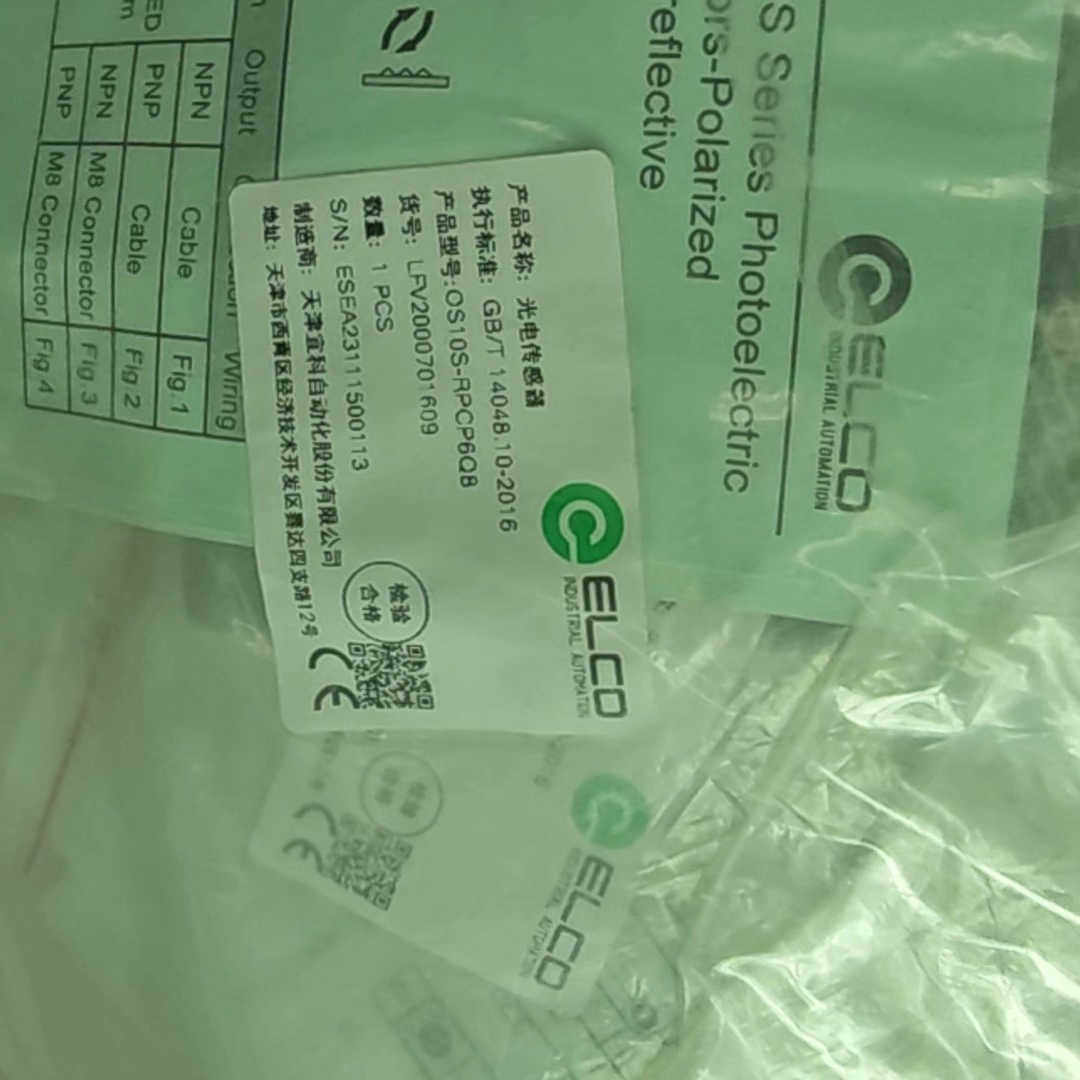 ELCO
INDUSTRIAL AUTOMATION
S Series Photoelectric
ors-Polarized
reflective
Output
Wiring
NPN Cable Fig.1
PNP Cable Fig.2
NPN M8 Connector Fig.3
PNP M8 Connector Fig.4
ELCO
INDUSTRIAL AUTOMATION
产品名称: 光电传感器
执行标准: GB/T 14048.10-2016
产品型号:OS10S-RPCP6Q8
货号: LFV2000701609
数量: 1 PCS
S/N: ESEA231111500113
制造商: 天津宜科自动化股份有限公司
地址: 天津市西青区经济技术开发区赛达四支路12号
检验
合格
CE
ELCO
CE